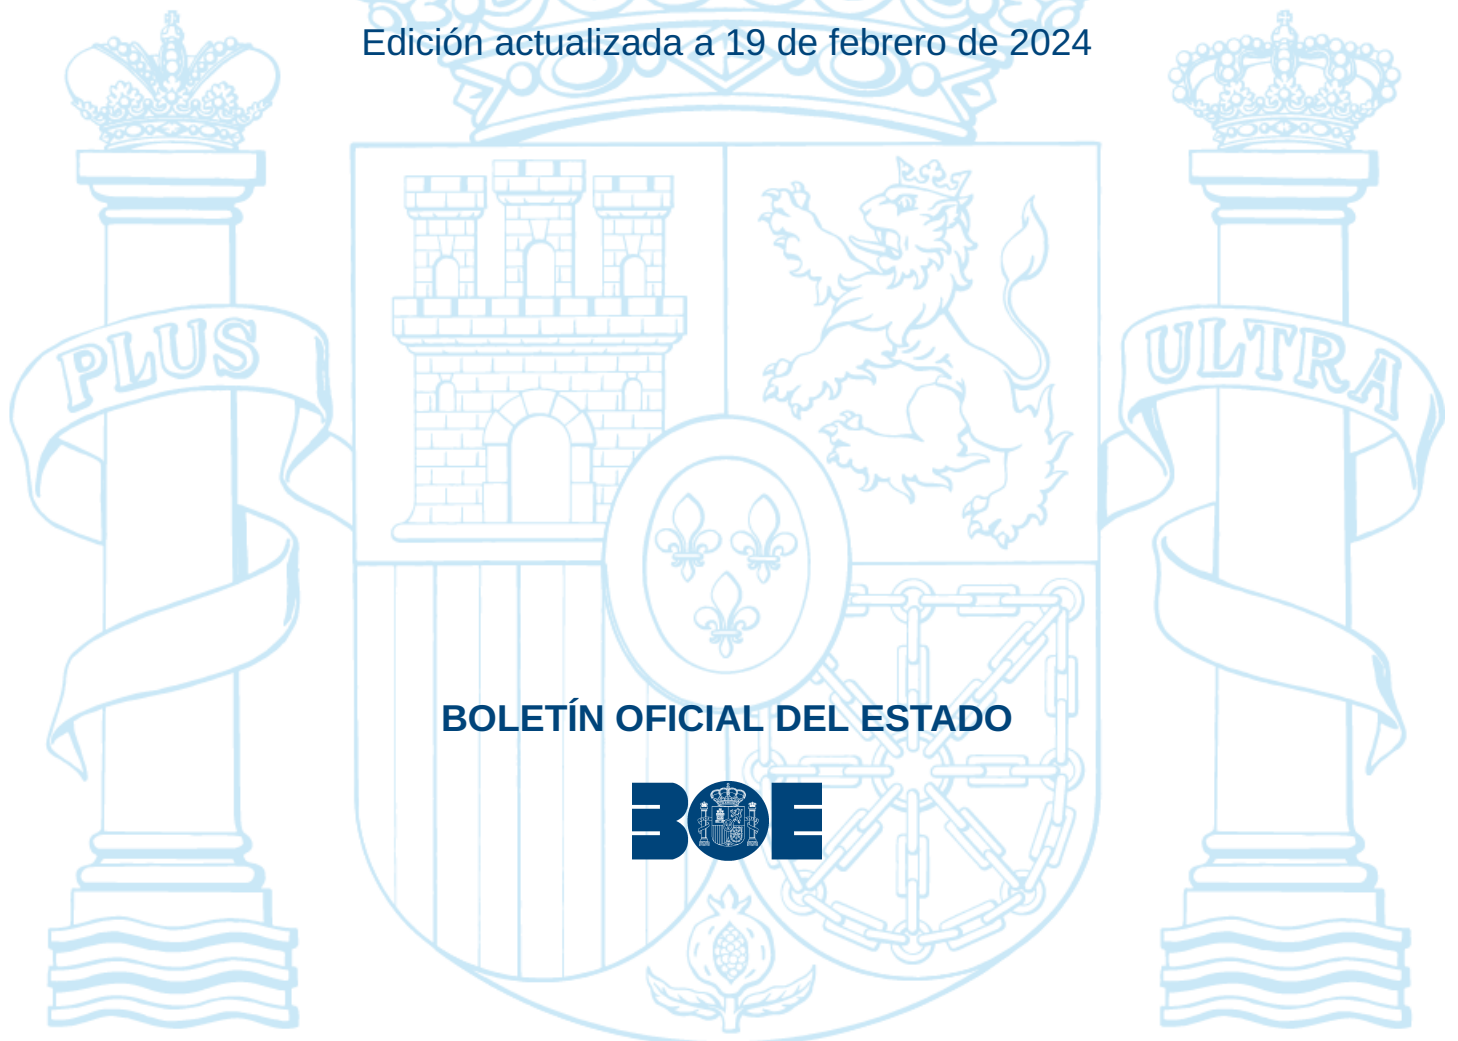 Edición actualizada a 19 de febrero de 2024
PLUS
ULTRA
BOLETÍN OFICIAL DEL ESTADO
BOE